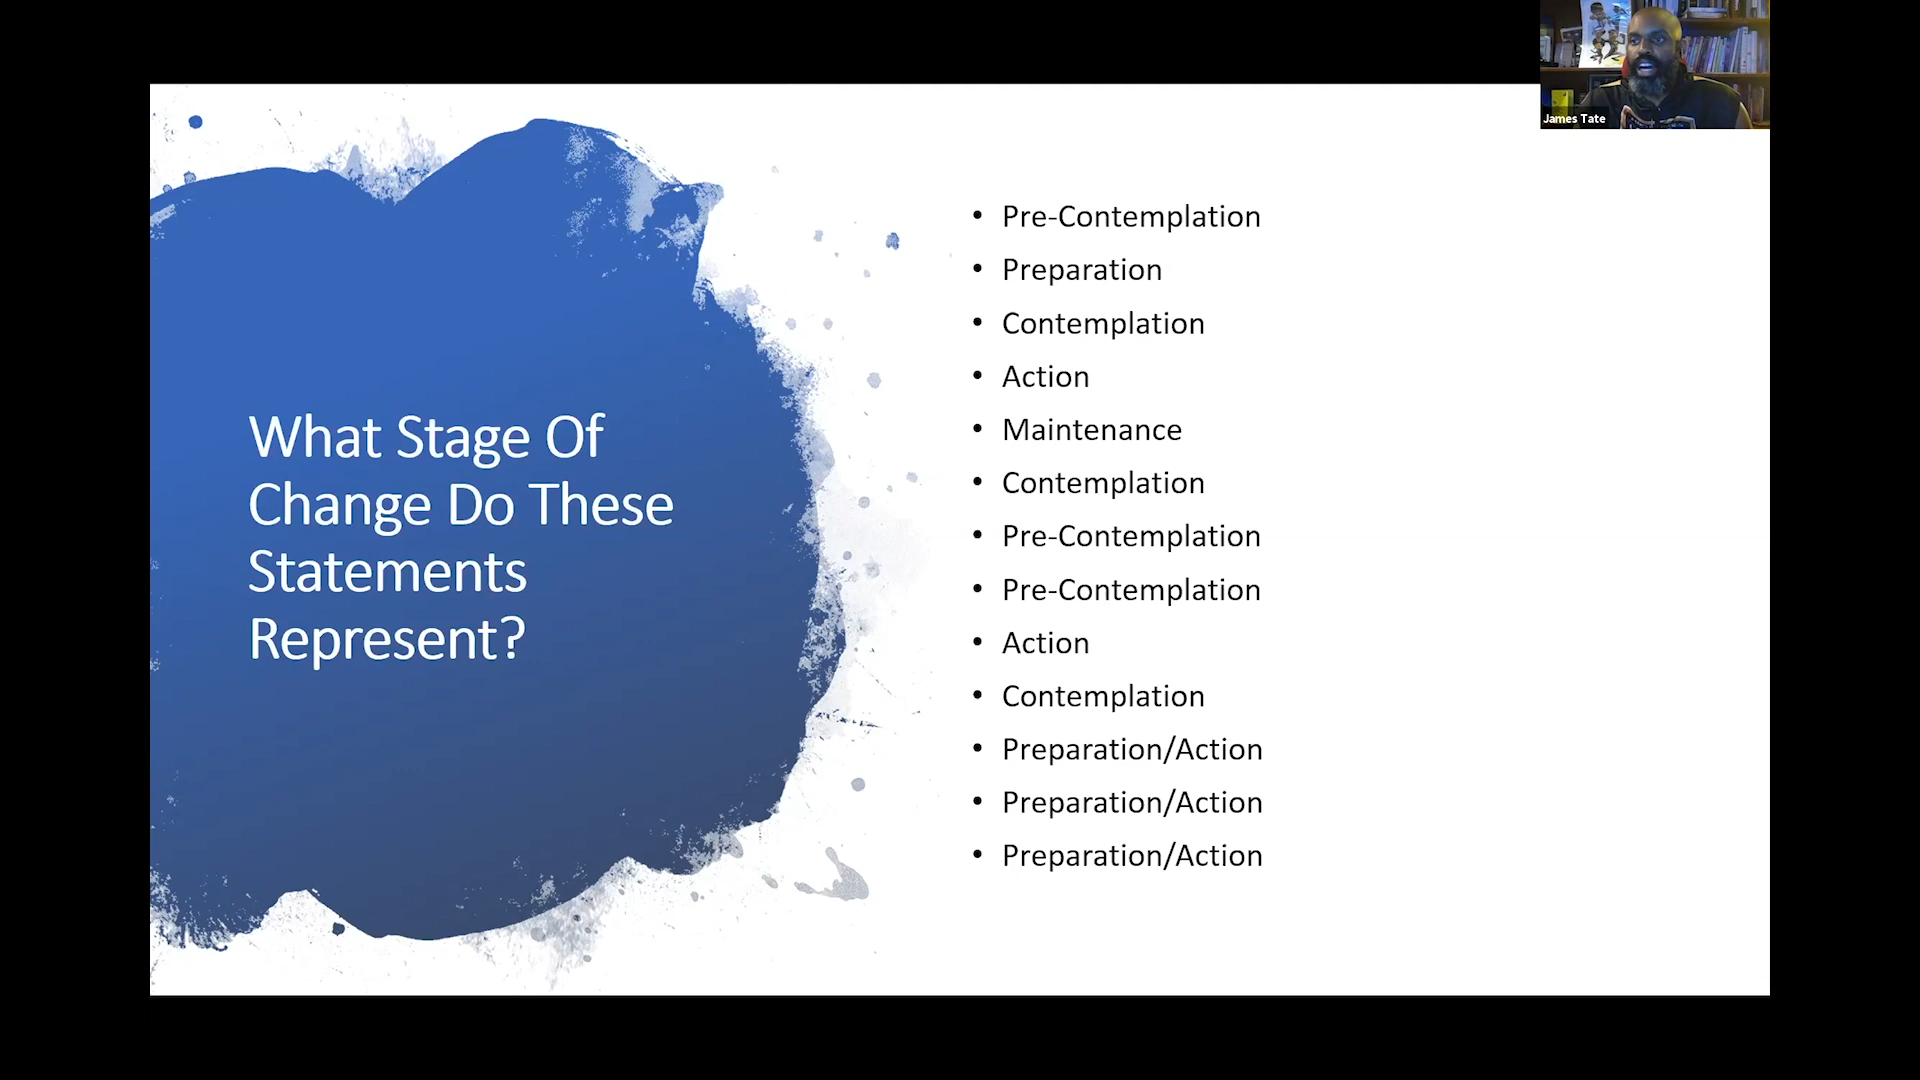 James Tate
What Stage Of
Change Do These
Statements
Represent?
• Pre-Contemplation
• Preparation
• Contemplation
• Action
• Maintenance
• Contemplation
• Pre-Contemplation
• Pre-Contemplation
• Action
• Contemplation
• Preparation/Action
• Preparation/Action
• Preparation/Action